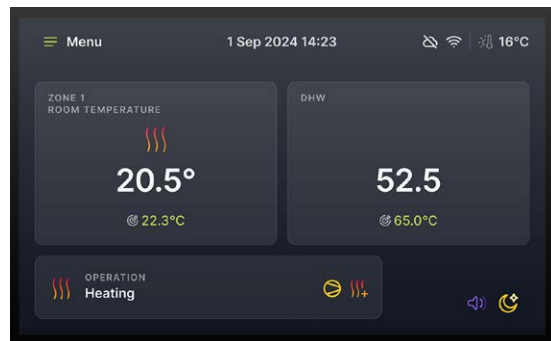 Menu
1 Sep 2024 14:23
16°C
ZONE 1
ROOM TEMPERATURE
20.5°
22.3°C
DHW
52.5
65.0°C
OPERATION
Heating